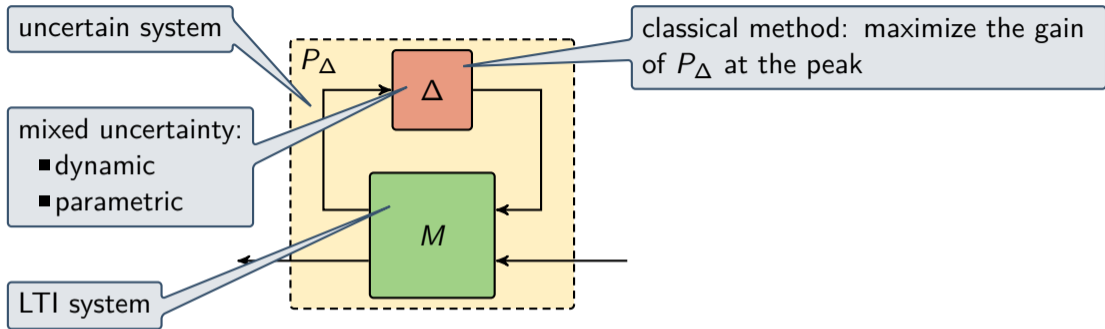 uncertain system
classical method: maximize the gain
of P_Δ at the peak
P_Δ
Δ
mixed uncertainty:
■ dynamic
■ parametric
M
LTI system